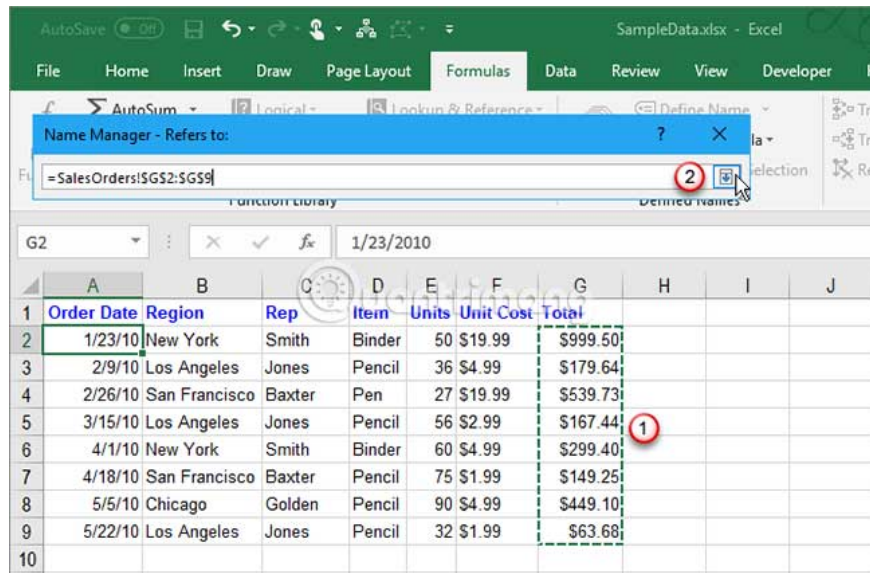 AutoSave Off SampleData.xlsx - Excel
File Home Insert Draw Page Layout Formulas Data Review View Developer
AutoSum Logical Lookup & Reference Define Name Tr
Name Manager - Refers to: ? ×
la Tr
=SalesOrders!$G$2:$G$9 2 Selection Re
Function Library Defined Names
G2 fx 1/23/2010
A B C D E F G H I J
Quantrimang
1 Order Date Region Rep Item Units Unit Cost Total
2 1/23/10 New York Smith Binder 50 $19.99 $999.50
3 2/9/10 Los Angeles Jones Pencil 36 $4.99 $179.64
4 2/26/10 San Francisco Baxter Pen 27 $19.99 $539.73
5 3/15/10 Los Angeles Jones Pencil 56 $2.99 $167.44
1
6 4/1/10 New York Smith Binder 60 $4.99 $299.40
7 4/18/10 San Francisco Baxter Pencil 75 $1.99 $149.25
8 5/5/10 Chicago Golden Pencil 90 $4.99 $449.10
9 5/22/10 Los Angeles Jones Pencil 32 $1.99 $63.68
10